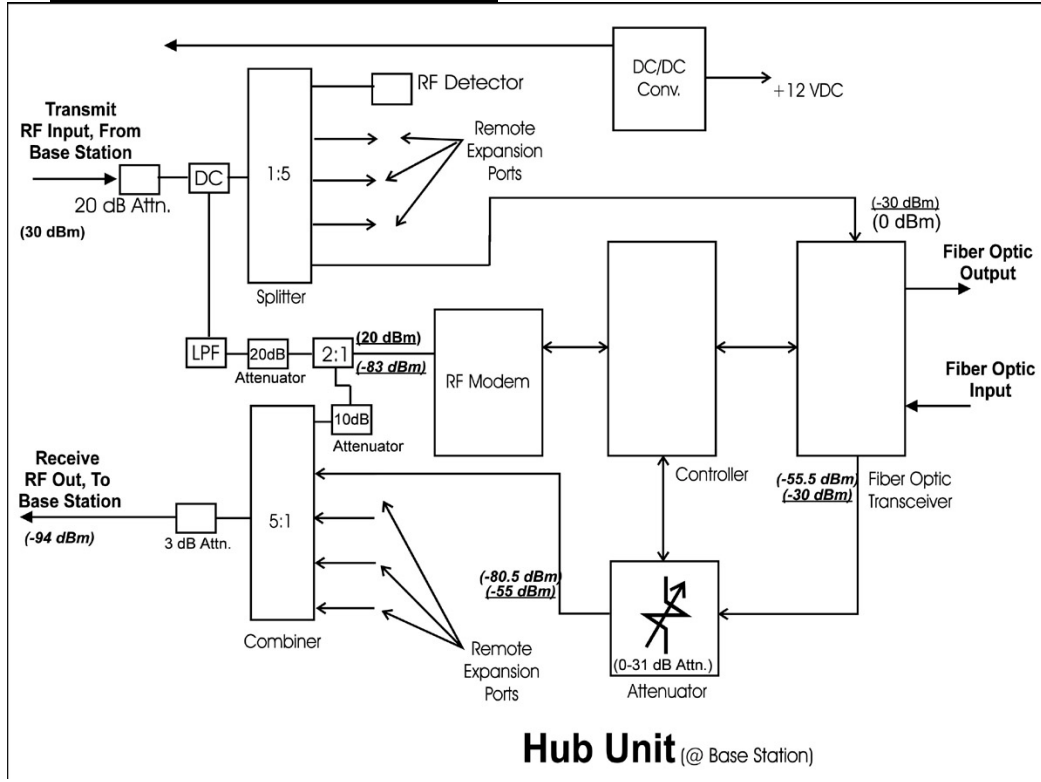 DC/DC
Conv.
+12 VDC
RF Detector
Transmit
RF Input, From
Base Station
20 dB Attn.
(30 dBm)
DC
1:5
Splitter
Remote
Expansion
Ports
(-30 dBm)
(0 dBm)
Fiber Optic
Output
Fiber Optic
Input
LPF
20dB
Attenuator
2:1
(20 dBm)
(-83 dBm)
RF Modem
10dB
Attenuator
Controller
(-55.5 dBm)
(-30 dBm)
Fiber Optic
Transceiver
Receive
RF Out, To
Base Station
(-94 dBm)
3 dB Attn.
5:1
Combiner
Remote
Expansion
Ports
(-80.5 dBm)
(-55 dBm)
(0-31 dB Attn.)
Attenuator
Hub Unit (@ Base Station)